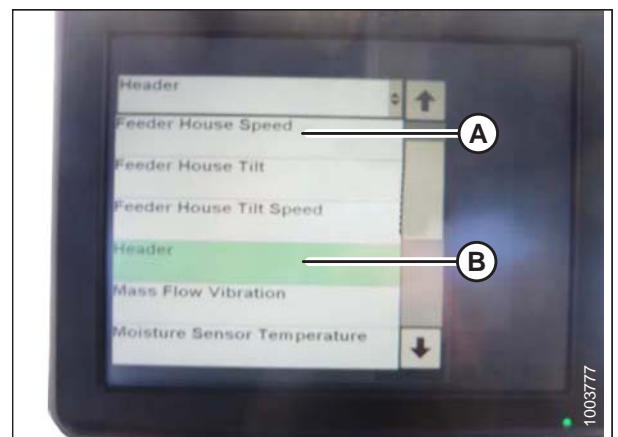 Header
Feeder House Speed
A
Feeder House Tilt
Feeder House Tilt Speed
Header
B
Mass Flow Vibration
Moisture Sensor Temperature
1003777